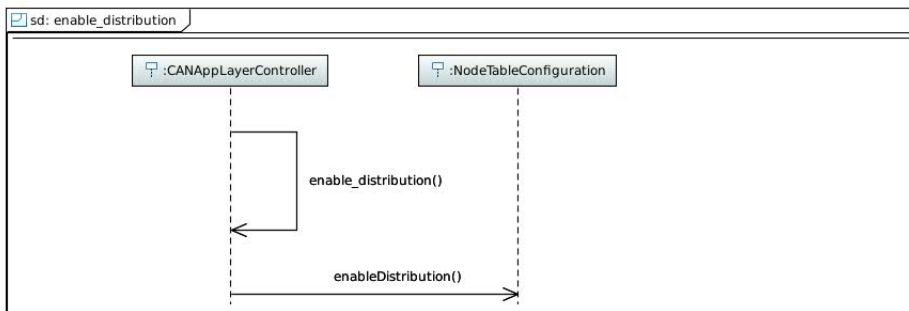 sd: enable_distribution
:CANAppLayerController
:NodeTableConfiguration
enable_distribution()
enableDistribution()